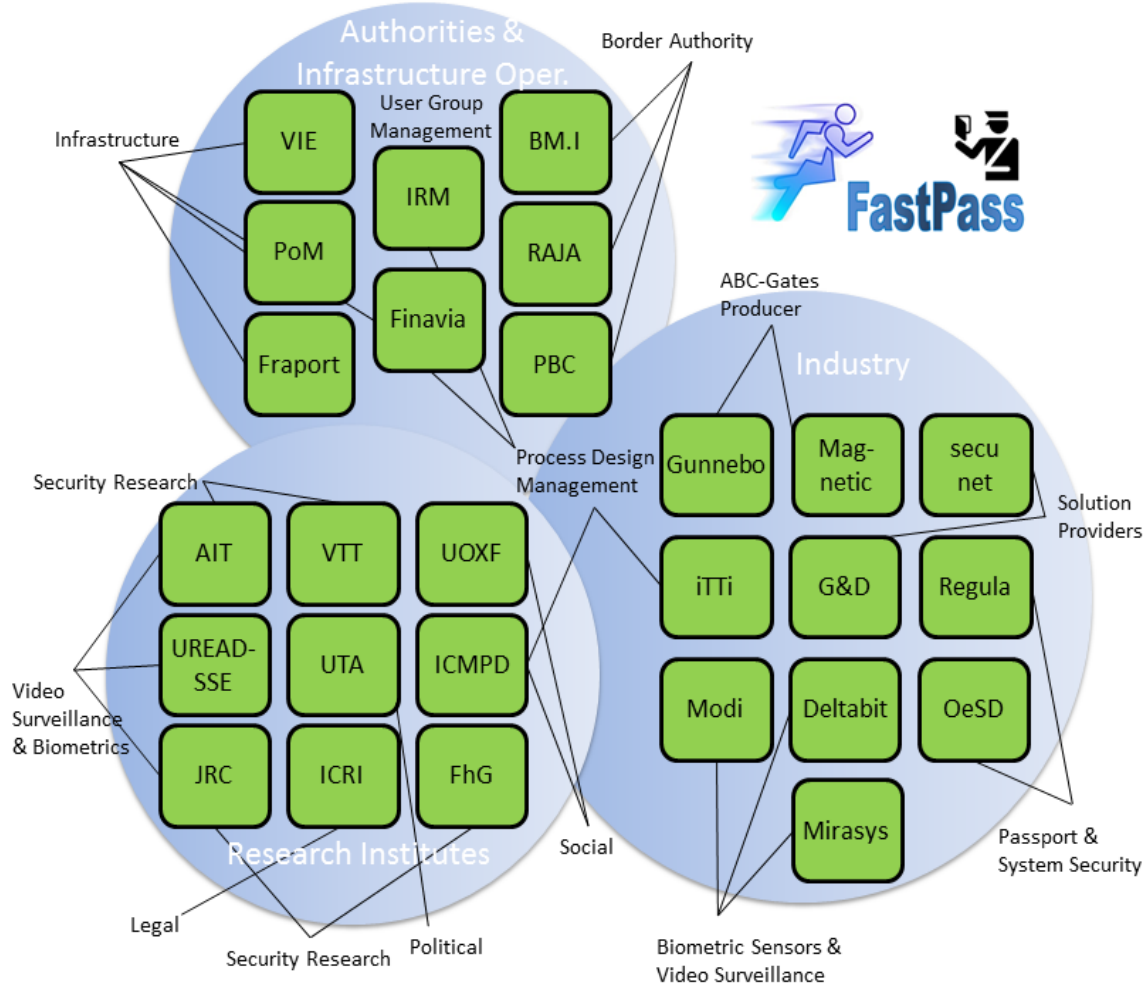 Authorities &
Infrastructure Oper.
Border Authority
User Group
Management
Infrastructure
VIE
BM.I
IRM
PoM
RAJA
Finavia
Fraport
PBC
FastPass
ABC-Gates
Producer
Industry
Gunnebo
Mag-
netic
secu
net
Process Design
Management
Solution
Providers
iTTi
G&D
Regula
Modi
Deltabit
OeSD
Mirasys
Passport &
System Security
Biometric Sensors &
Video Surveillance
Security Research
AIT
VTT
UOXF
UREAD-
SSE
UTA
ICMPD
Video
Surveillance
& Biometrics
JRC
ICRI
FhG
Research Institutes
Social
Legal
Security Research
Political